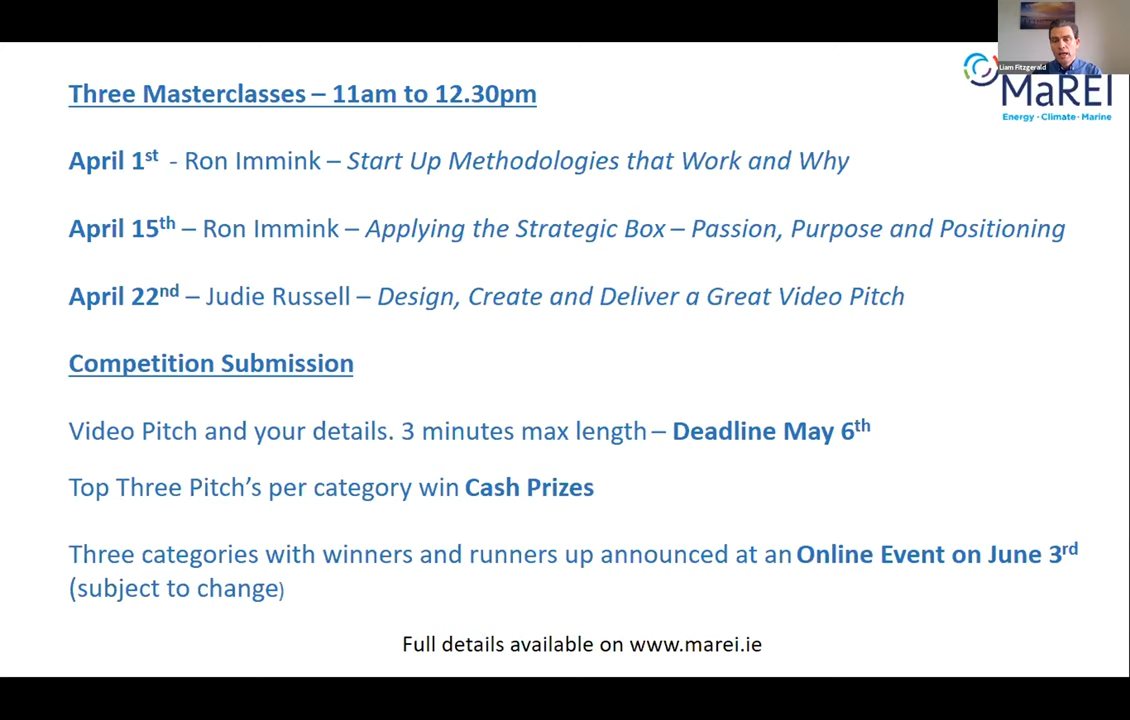 Liam Fitzgerald
MaREI
Energy · Climate · Marine
Three Masterclasses – 11am to 12.30pm
April 1st - Ron Immink – Start Up Methodologies that Work and Why
April 15th – Ron Immink – Applying the Strategic Box – Passion, Purpose and Positioning
April 22nd – Judie Russell – Design, Create and Deliver a Great Video Pitch
Competition Submission
Video Pitch and your details. 3 minutes max length – Deadline May 6th
Top Three Pitch's per category win Cash Prizes
Three categories with winners and runners up announced at an Online Event on June 3rd
(subject to change)
Full details available on www.marei.ie